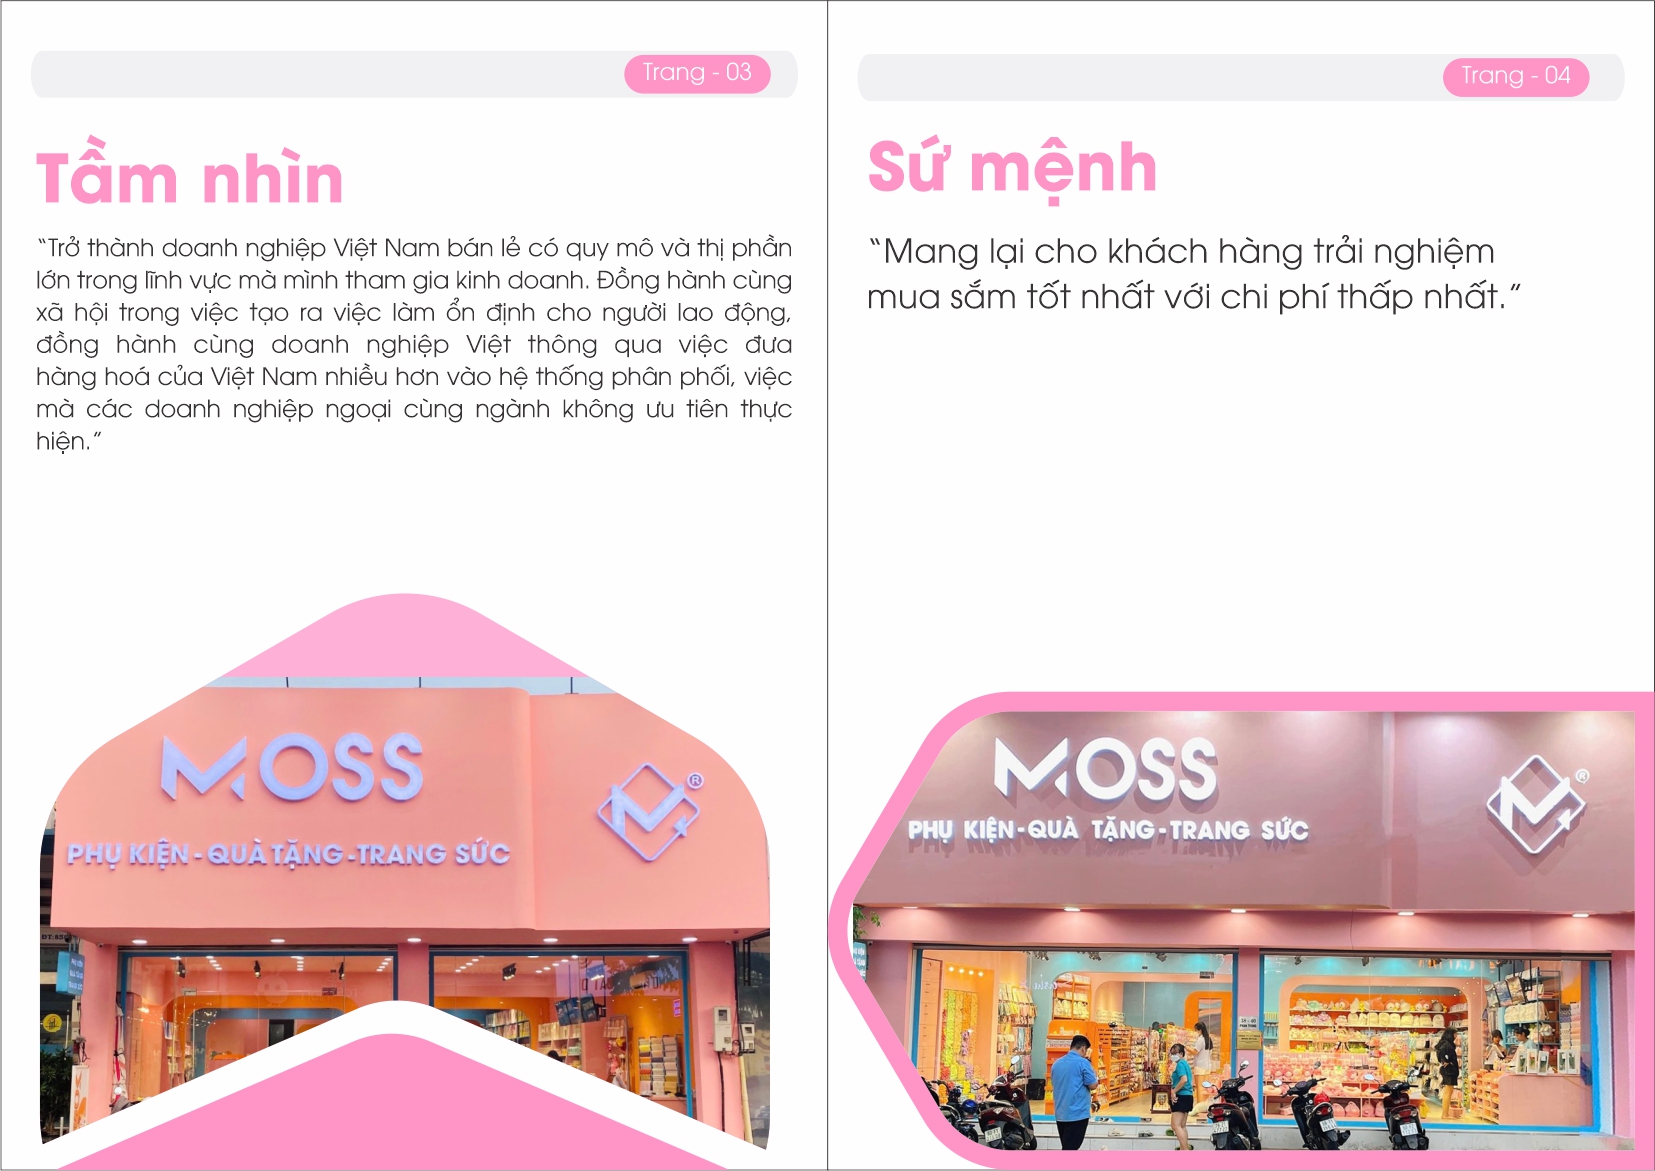 Trang - 03
Tầm nhìn
“Trở thành doanh nghiệp Việt Nam bán lẻ có quy mô và thị phần
lớn trong lĩnh vực mà mình tham gia kinh doanh. Đồng hành cùng
xã hội trong việc tạo ra việc làm ổn định cho người lao động,
đồng hành cùng doanh nghiệp Việt thông qua việc đưa
hàng hoá của Việt Nam nhiều hơn vào hệ thống phân phối, việc
mà các doanh nghiệp ngoại cùng ngành không ưu tiên thực
hiện.”
MOSS
®
PHỤ KIỆN - QUÀ TẶNG - TRANG SỨC
PHỤ KIỆN
QUÀ TẶNG
TRANG SỨC
Trang - 04
Sứ mệnh
“Mang lại cho khách hàng trải nghiệm
mua sắm tốt nhất với chi phí thấp nhất.”
MOSS
®
PHỤ KIỆN - QUÀ TẶNG - TRANG SỨC